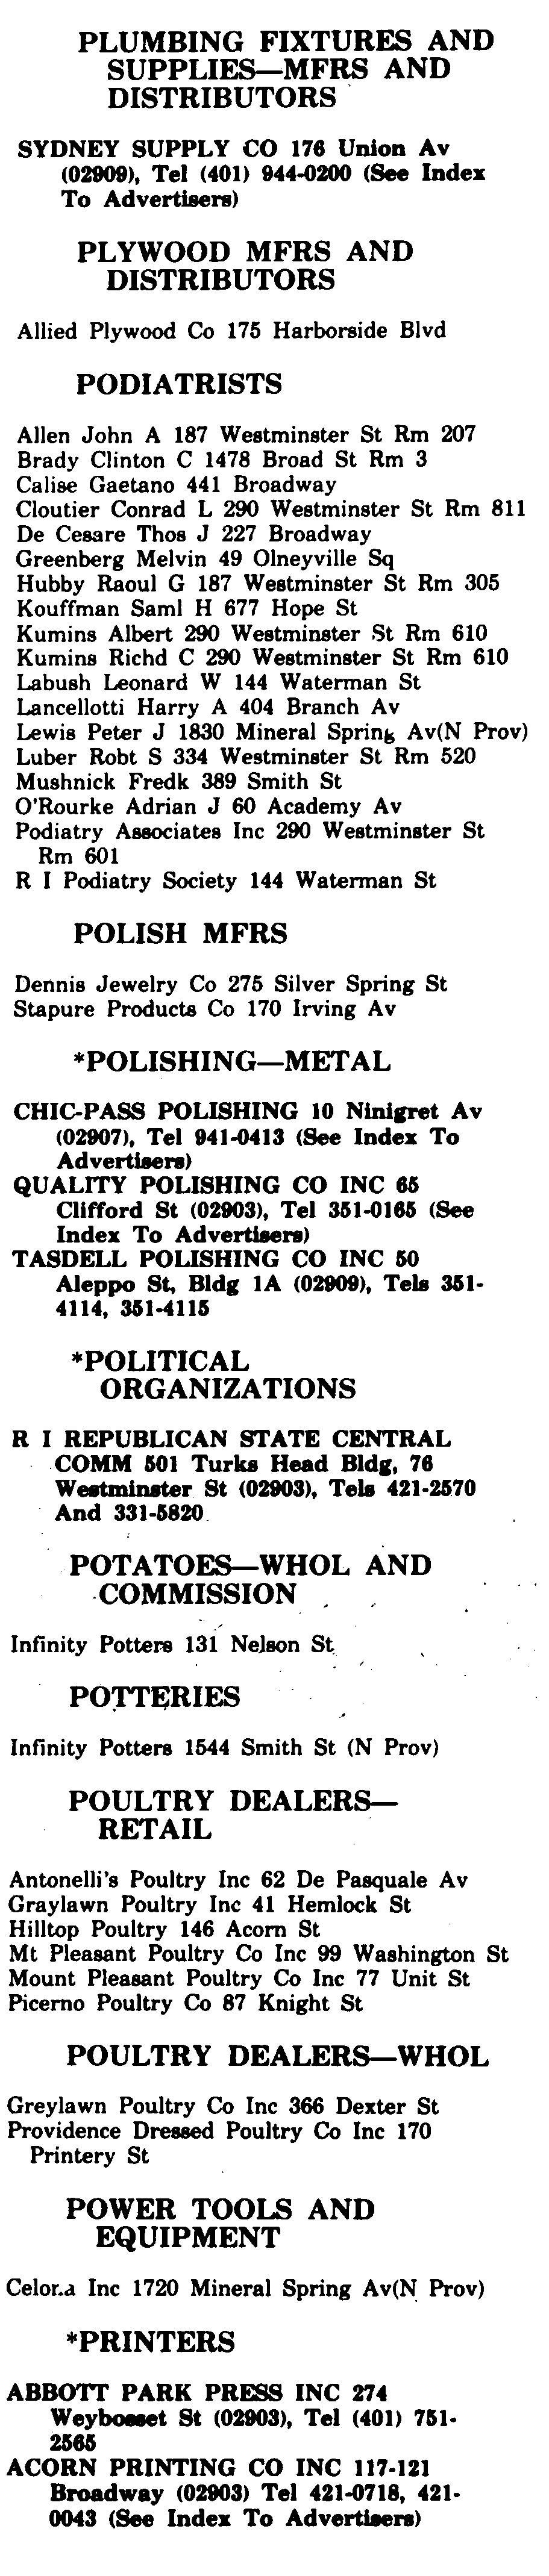 PLUMBING FIXTURES AND
SUPPLIES—MFRS AND
DISTRIBUTORS
SYDNEY SUPPLY CO 176 Union Av
(02909), Tel (401) 944-0200 (See Index
To Advertisers)
PLYWOOD MFRS AND
DISTRIBUTORS
Allied Plywood Co 175 Harborside Blvd
PODIATRISTS
Allen John A 187 Westminster St Rm 207
Brady Clinton C 1478 Broad St Rm 3
Calise Gaetano 441 Broadway
Cloutier Conrad L 290 Westminster St Rm 811
De Cesare Thos J 227 Broadway
Greenberg Melvin 49 Olneyville Sq
Hubby Raoul G 187 Westminster St Rm 305
Kouffman Saml H 677 Hope St
Kumins Albert 290 Westminster St Rm 610
Kumins Richd C 290 Westminster St Rm 610
Labush Leonard W 144 Waterman St
Lancellotti Harry A 404 Branch Av
Lewis Peter J 1830 Mineral Spring Av(N Prov)
Luber Robt S 334 Westminster St Rm 520
Mushnick Fredk 389 Smith St
O'Rourke Adrian J 60 Academy Av
Podiatry Associates Inc 290 Westminster St
Rm 601
R I Podiatry Society 144 Waterman St
POLISH MFRS
Dennis Jewelry Co 275 Silver Spring St
Stapure Products Co 170 Irving Av
*POLISHING—METAL
CHIC-PASS POLISHING 10 Ninigret Av
(02907), Tel 941-0413 (See Index To
Advertisers)
QUALITY POLISHING CO INC 65
Clifford St (02903), Tel 351-0165 (See
Index To Advertisers)
TASDELL POLISHING CO INC 50
Aleppo St, Bldg 1A (02909), Tels 351-
4114, 351-4115
*POLITICAL
ORGANIZATIONS
R I REPUBLICAN STATE CENTRAL
COMM 501 Turks Head Bldg, 76
Westminster St (02903), Tels 421-2570
And 331-5820
POTATOES—WHOL AND
COMMISSION
Infinity Potters 131 Nelson St
POTTERIES
Infinity Potters 1544 Smith St (N Prov)
POULTRY DEALERS—
RETAIL
Antonelli's Poultry Inc 62 De Pasquale Av
Graylawn Poultry Inc 41 Hemlock St
Hilltop Poultry 146 Acorn St
Mt Pleasant Poultry Co Inc 99 Washington St
Mount Pleasant Poultry Co Inc 77 Unit St
Picerno Poultry Co 87 Knight St
POULTRY DEALERS—WHOL
Greylawn Poultry Co Inc 366 Dexter St
Providence Dressed Poultry Co Inc 170
Printery St
POWER TOOLS AND
EQUIPMENT
Inc 1720 Mineral Spring Av(N Prov)
*PRINTERS
ABBOTT PARK PRESS INC 274
Weybosset St (02903), Tel (401) 751-
2565
ACORN PRINTING CO INC 117-121
Broadway (02903) Tel 421-0718, 421-
0043 (See Index To Advertisers)